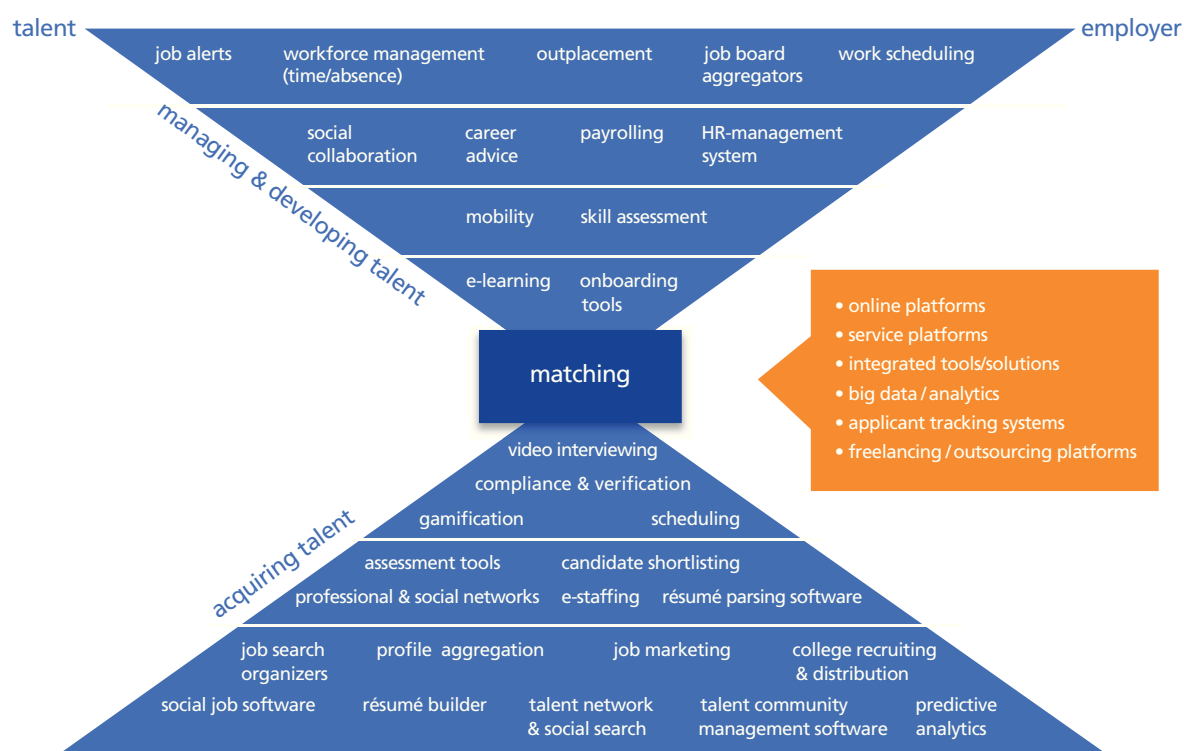 talent
employer
job alerts
workforce management
(time/absence)
outplacement
job board
aggregators
work scheduling
managing & developing talent
social
collaboration
career
advice
payrolling
HR-management
system
mobility
skill assessment
e-learning
onboarding
tools
matching
• online platforms
• service platforms
• integrated tools/solutions
• big data / analytics
• applicant tracking systems
• freelancing / outsourcing platforms
acquiring talent
video interviewing
compliance & verification
gamification
scheduling
assessment tools
candidate shortlisting
professional & social networks
e-staffing
résumé parsing software
job search
organizers
profile aggregation
job marketing
college recruiting
& distribution
social job software
résumé builder
talent network
& social search
talent community
management software
predictive
analytics